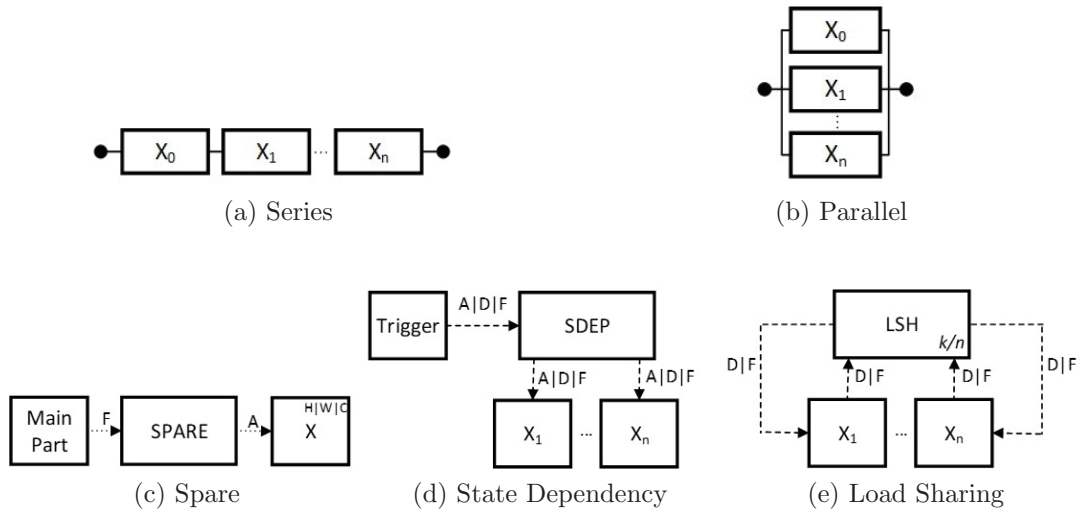 X0
X1
...
Xn
(a) Series
X0
X1
...
Xn
(b) Parallel
Main
Part
F
SPARE
A
H|W|C
X
(c) Spare
Trigger
A|D|F
SDEP
A|D|F
A|D|F
X1
...
Xn
(d) State Dependency
LSH
k/n
D|F
D|F
D|F
D|F
X1
...
Xn
(e) Load Sharing